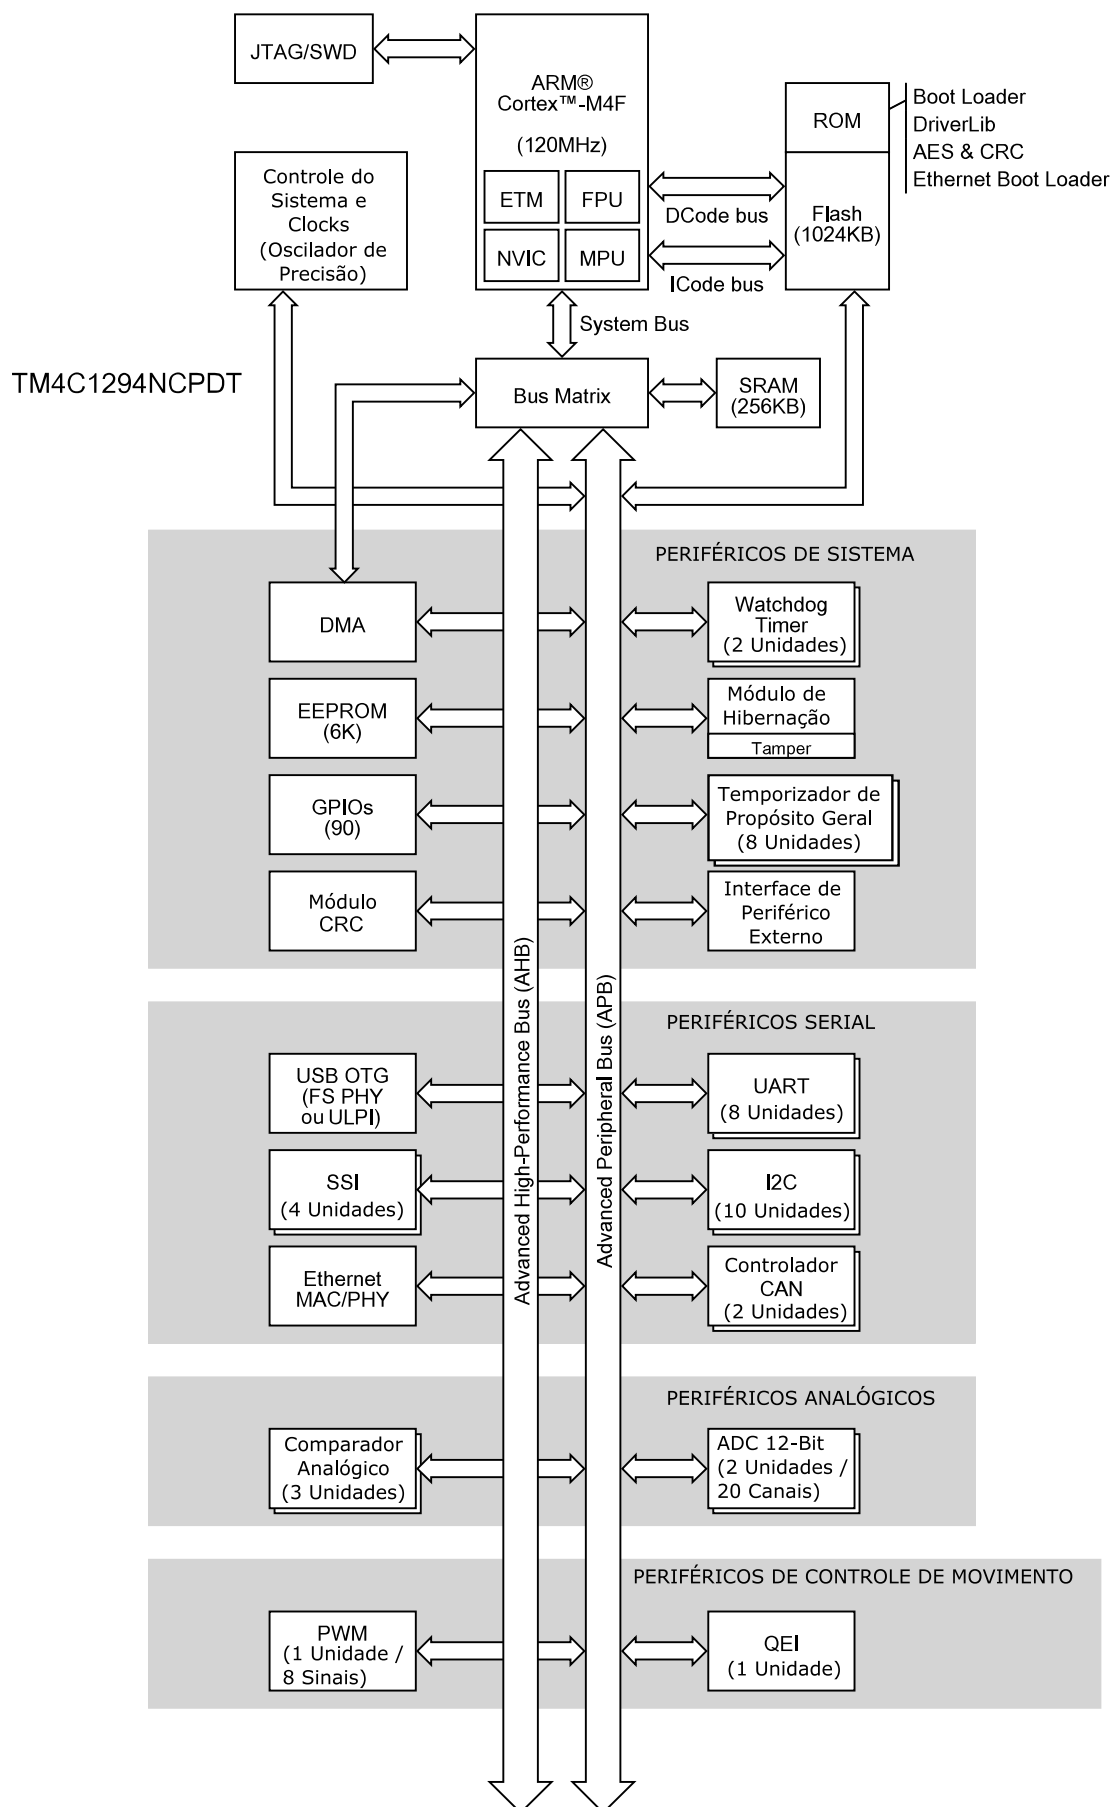 JTAG/SWD
ARM®
Cortex™-M4F
(120MHz)
ETM
FPU
NVIC
MPU
ROM
Flash
(1024KB)
Boot Loader
DriverLib
AES & CRC
Ethernet Boot Loader
Controle do
Sistema e
Clocks
(Oscilador de
Precisão)
DCode bus
ICode bus
System Bus
TM4C1294NCPDT
Bus Matrix
SRAM
(256KB)
PERIFÉRICOS DE SISTEMA
DMA
Watchdog
Timer
(2 Unidades)
EEPROM
(6K)
Módulo de
Hibernação
Tamper
GPIOs
(90)
Temporizador de
Propósito Geral
(8 Unidades)
Módulo
CRC
Interface de
Periférico
Externo
Advanced High-Performance Bus (AHB)
Advanced Peripheral Bus (APB)
PERIFÉRICOS SERIAL
USB OTG
(FS PHY
ou ULPI)
UART
(8 Unidades)
SSI
(4 Unidades)
I2C
(10 Unidades)
Ethernet
MAC/PHY
Controlador
CAN
(2 Unidades)
PERIFÉRICOS ANALÓGICOS
Comparador
Analógico
(3 Unidades)
ADC 12-Bit
(2 Unidades /
20 Canais)
PERIFÉRICOS DE CONTROLE DE MOVIMENTO
PWM
(1 Unidade /
8 Sinais)
QEI
(1 Unidade)